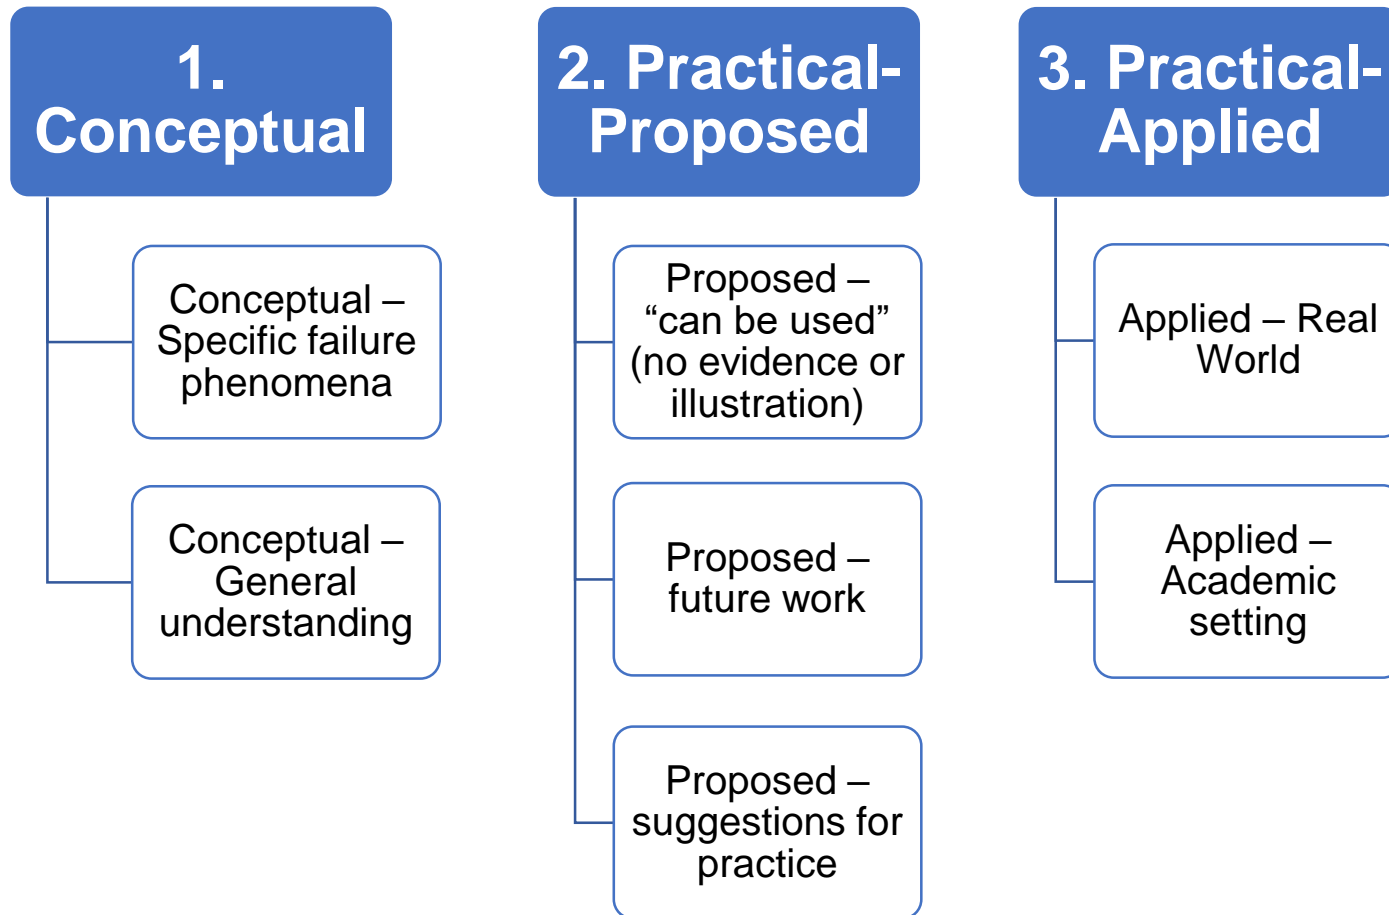 1.
Conceptual
Conceptual –
Specific failure
phenomena
Conceptual –
General
understanding
2. Practical-
Proposed
Proposed –
“can be used”
(no evidence or
illustration)
Proposed –
future work
Proposed –
suggestions for
practice
3. Practical-
Applied
Applied – Real
World
Applied –
Academic
setting